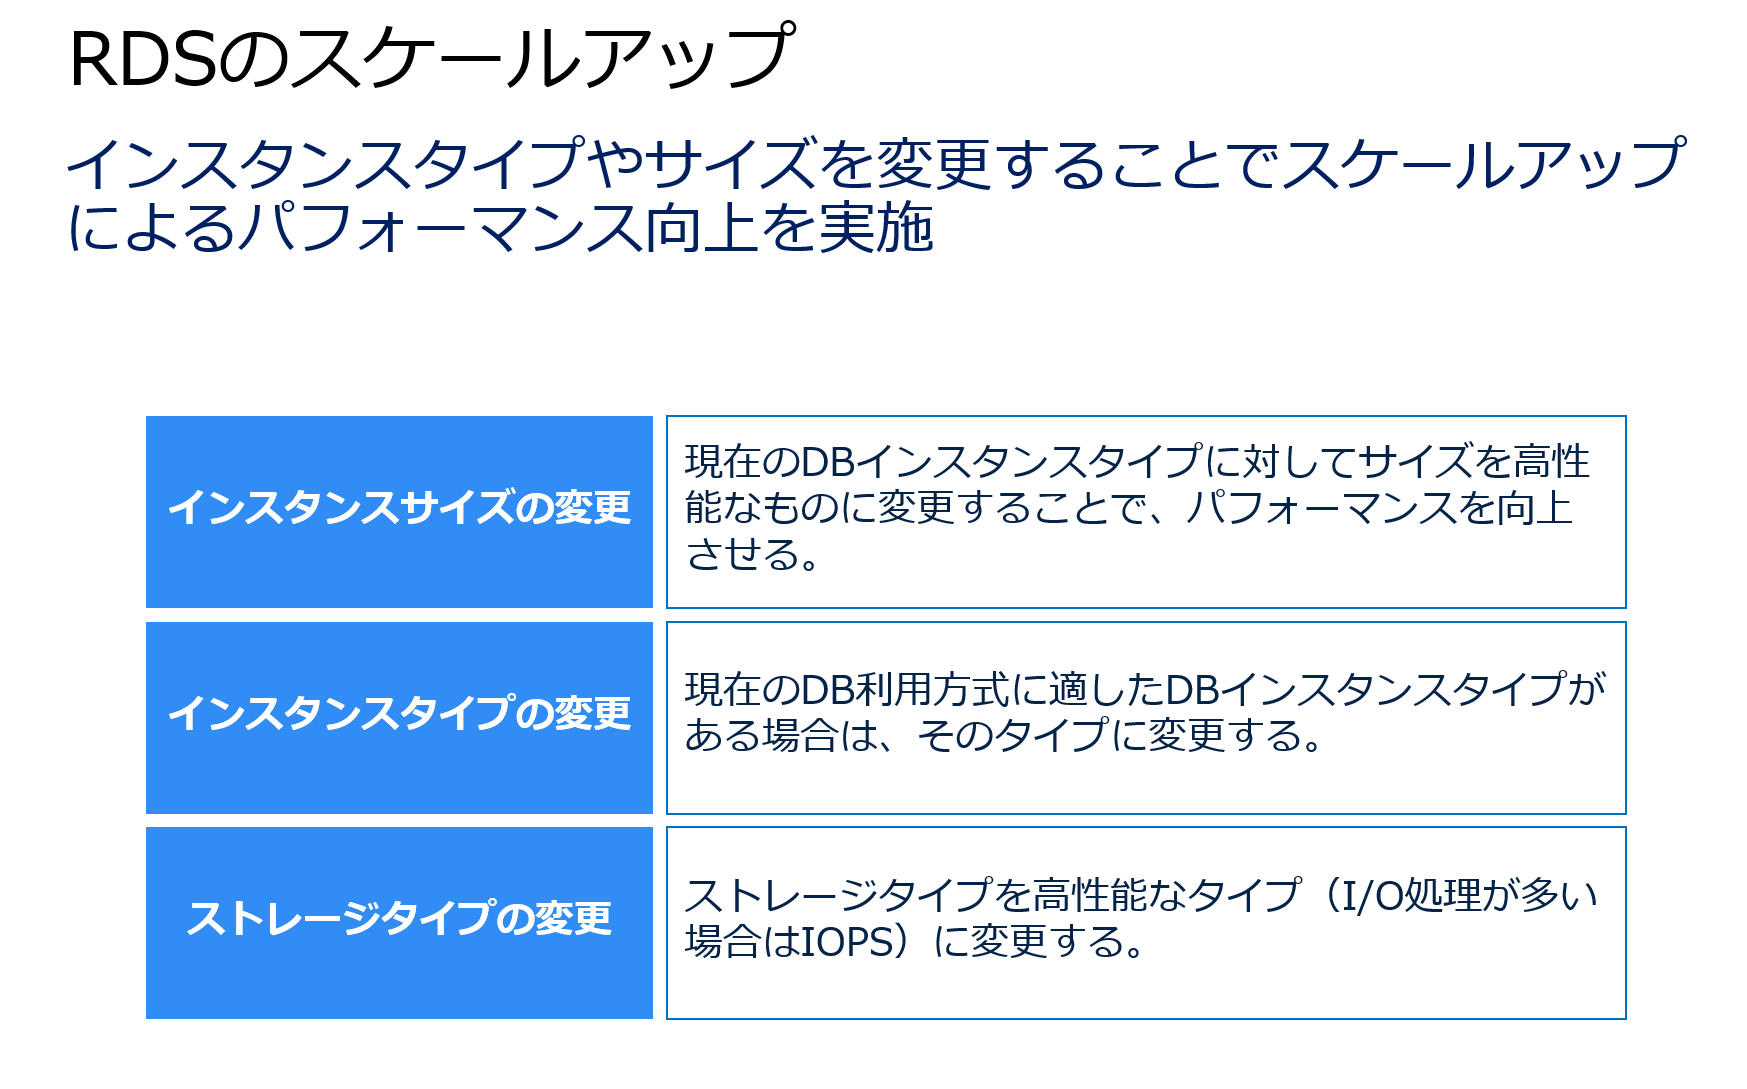 RDSのスケールアップ
インスタンスタイプやサイズを変更することでスケールアップ
によるパフォーマンス向上を実施
インスタンスサイズの変更
現在のDBインスタンスタイプに対してサイズを高性
能なものに変更することで、パフォーマンスを向上
させる。
インスタンスタイプの変更
現在のDB利用方式に適したDBインスタンスタイプが
ある場合は、そのタイプに変更する。
ストレージタイプの変更
ストレージタイプを高性能なタイプ（I/O処理が多い
場合はIOPS）に変更する。